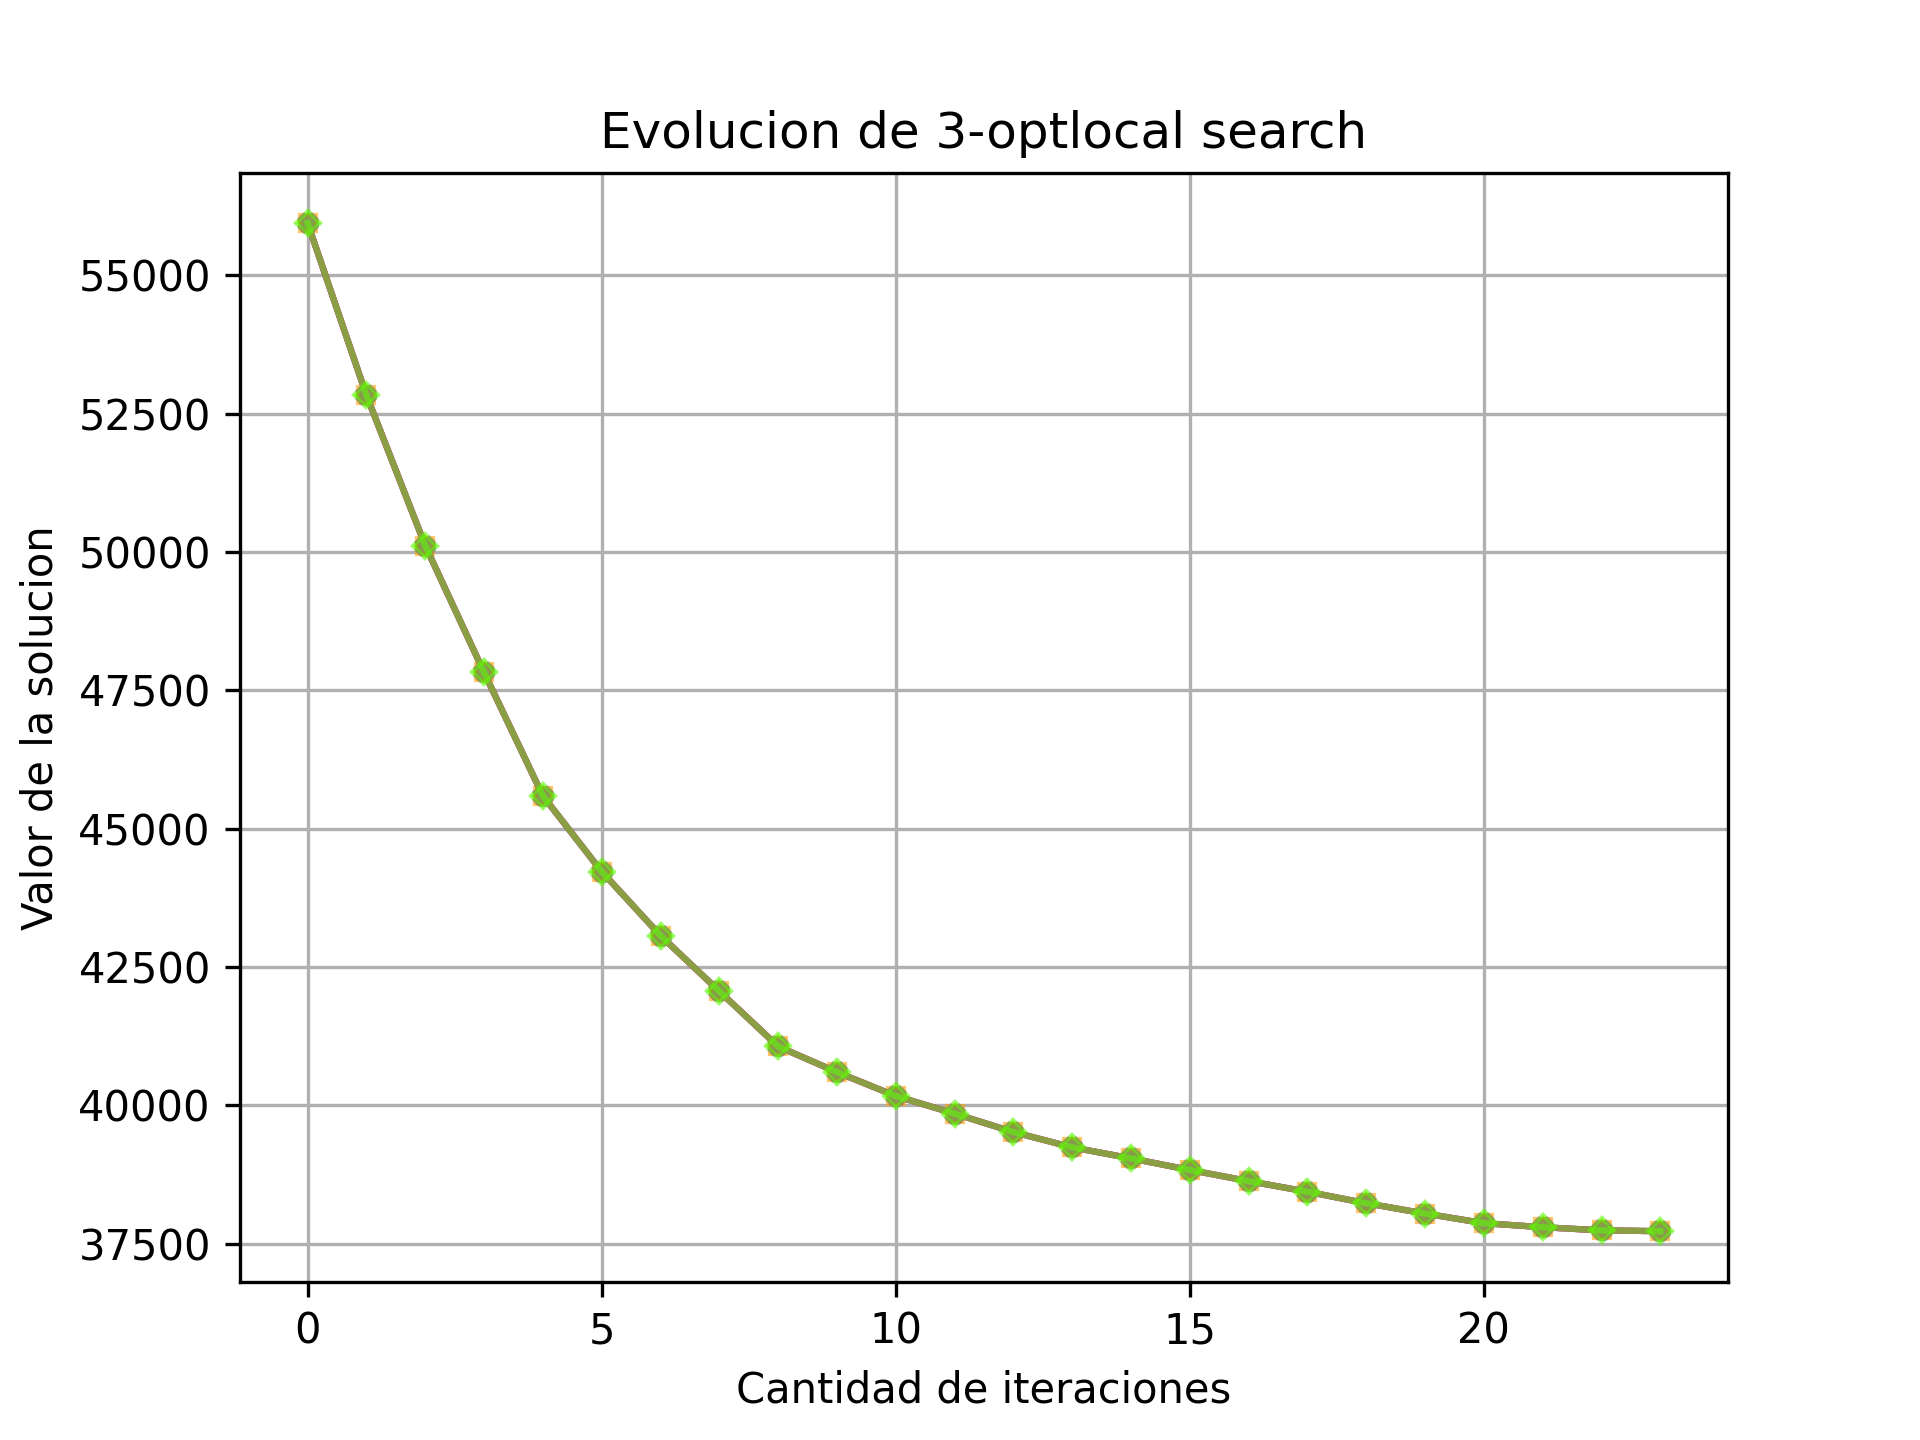 Evolucion de 3-optlocal search
Valor de la solucion
55000
52500
50000
47500
45000
42500
40000
37500
0 5 10 15 20
Cantidad de iteraciones